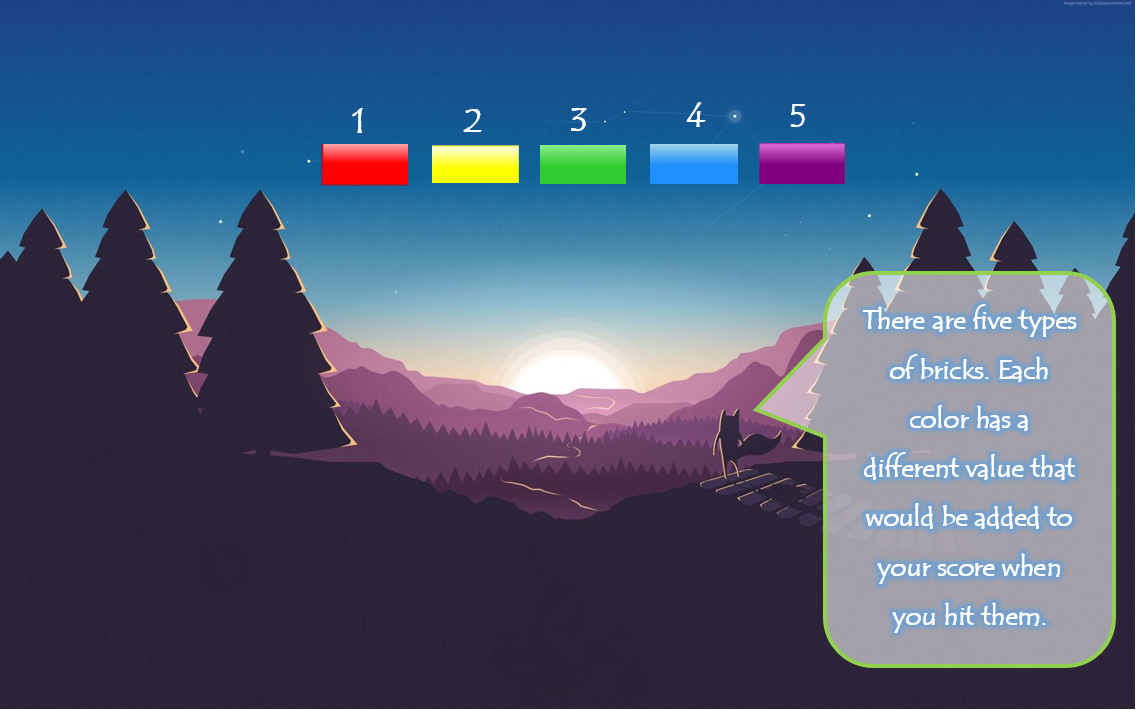 1 2 3 4 5
There are five types
of bricks. Each
color has a
different value that
would be added to
your score when
you hit them.